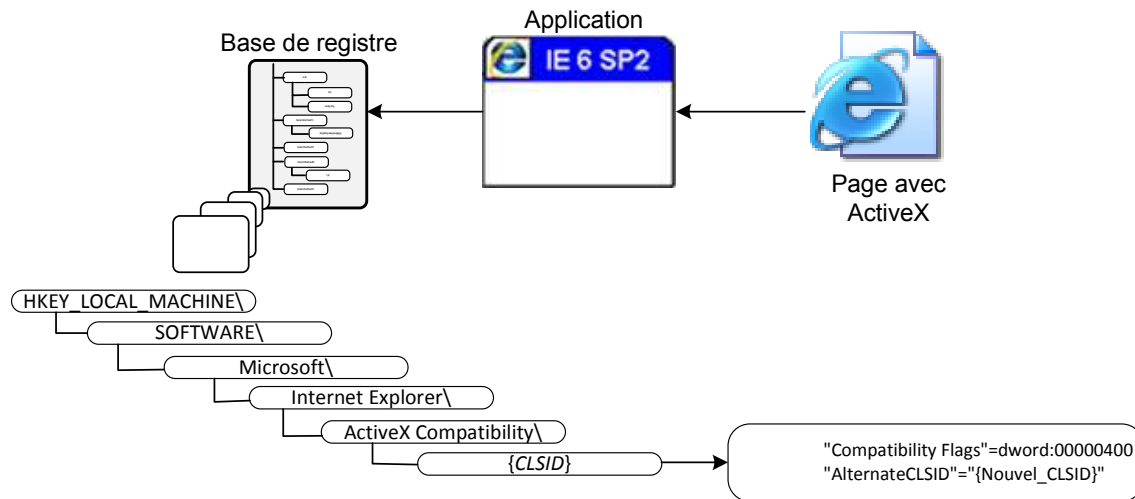 Application
Base de registre
IE 6 SP2
Page avec
ActiveX
HKEY_LOCAL_MACHINE\
SOFTWARE\
Microsoft\
Internet Explorer\
ActiveX Compatibility\
{CLSID}
"Compatibility Flags"=dword:00000400
"AlternateCLSID"="{Nouvel_CLSID}"